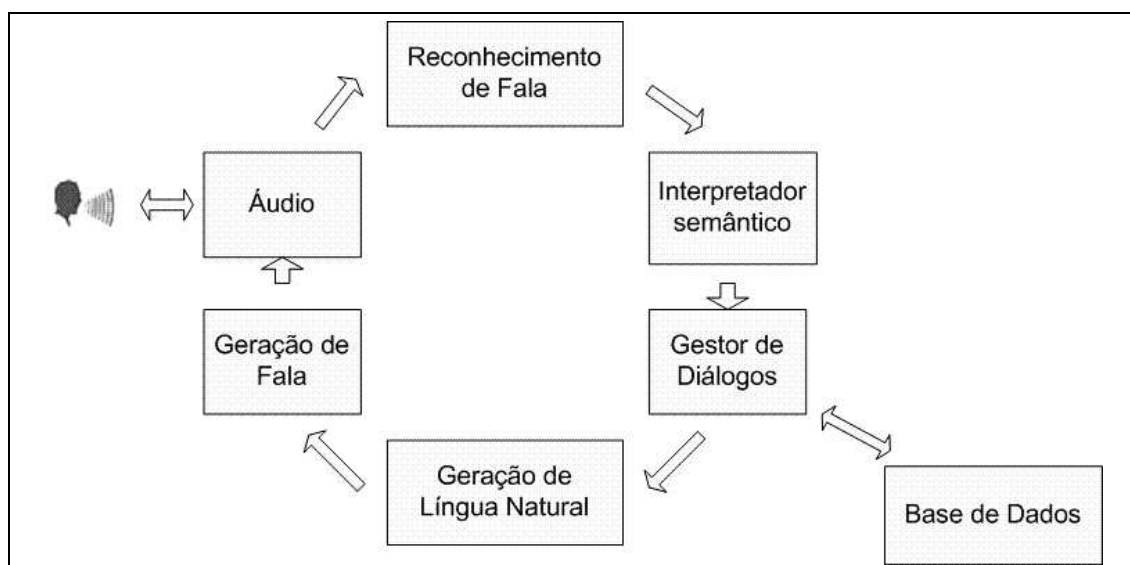 Reconhecimento
de Fala
Áudio
Interpretador
semântico
Geração de
Fala
Gestor de
Diálogos
Geração de
Língua Natural
Base de Dados